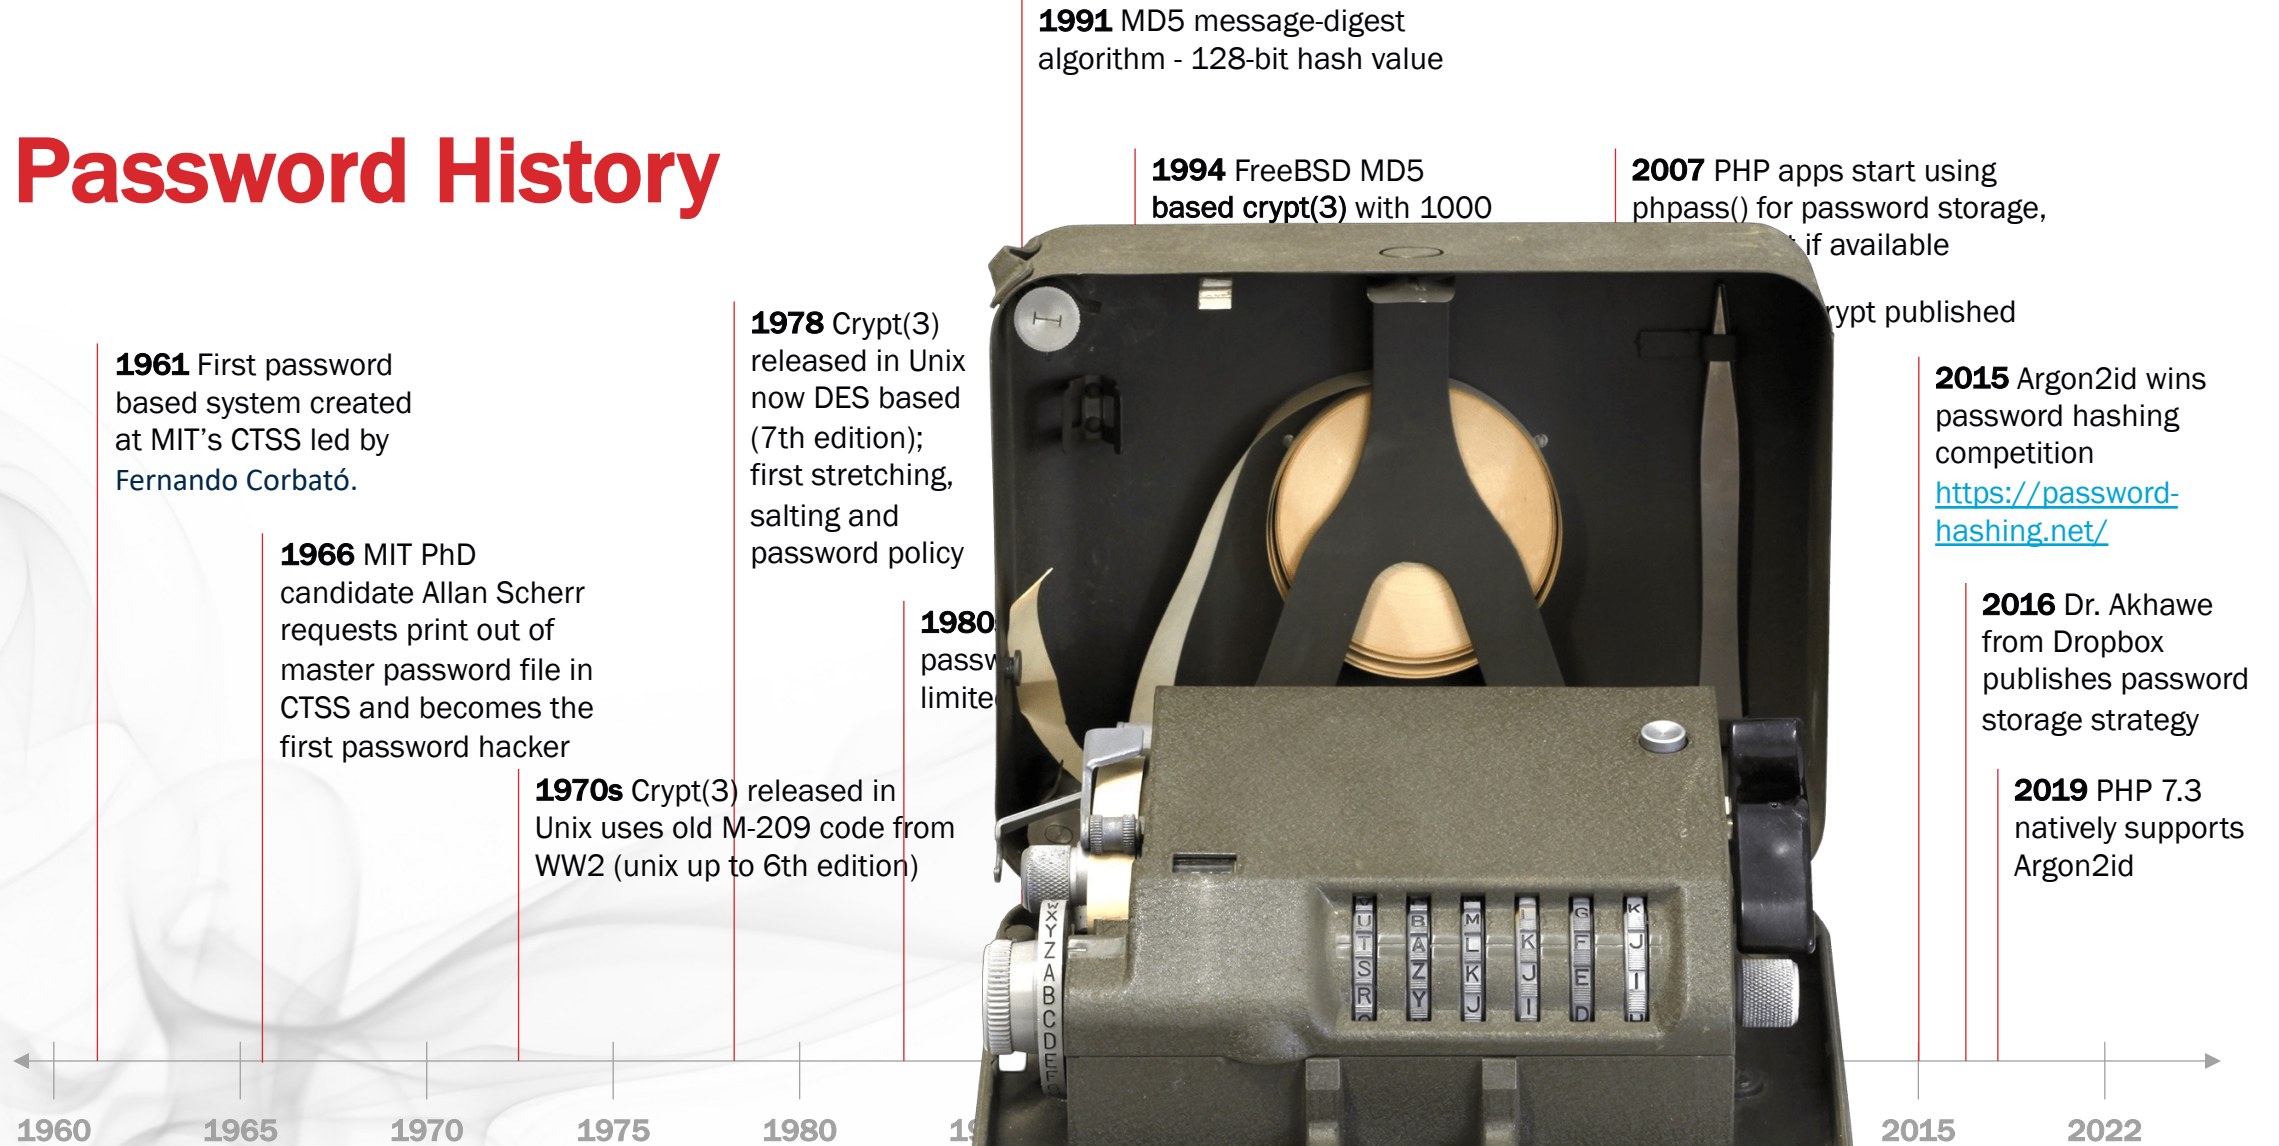 1991 MD5 message-digest
algorithm - 128-bit hash value
Password History
1994 FreeBSD MD5
based crypt(3) with 1000
2007 PHP apps start using
phpass() for password storage,
if available
published
1978 Crypt(3)
released in Unix
now DES based
(7th edition);
first stretching,
salting and
password policy
1961 First password
based system created
at MIT's CTSS led by
Fernando Corbató.
2015 Argon2id wins
password hashing
competition
https://password-
hashing.net/
1966 MIT PhD
candidate Allan Scherr
requests print out of
master password file in
CTSS and becomes the
first password hacker
2016 Dr. Akhawe
from Dropbox
publishes password
storage strategy
1970s Crypt(3) released in
Unix uses old M-209 code from
WW2 (unix up to 6th edition)
2019 PHP 7.3
natively supports
Argon2id
W
X
Y
Z
A
B
C
D
E
F
U B M L G K
T A L K F J
S Z K J E I
R Y J I D
1960 1965 1970 1975 1980 2015 2022